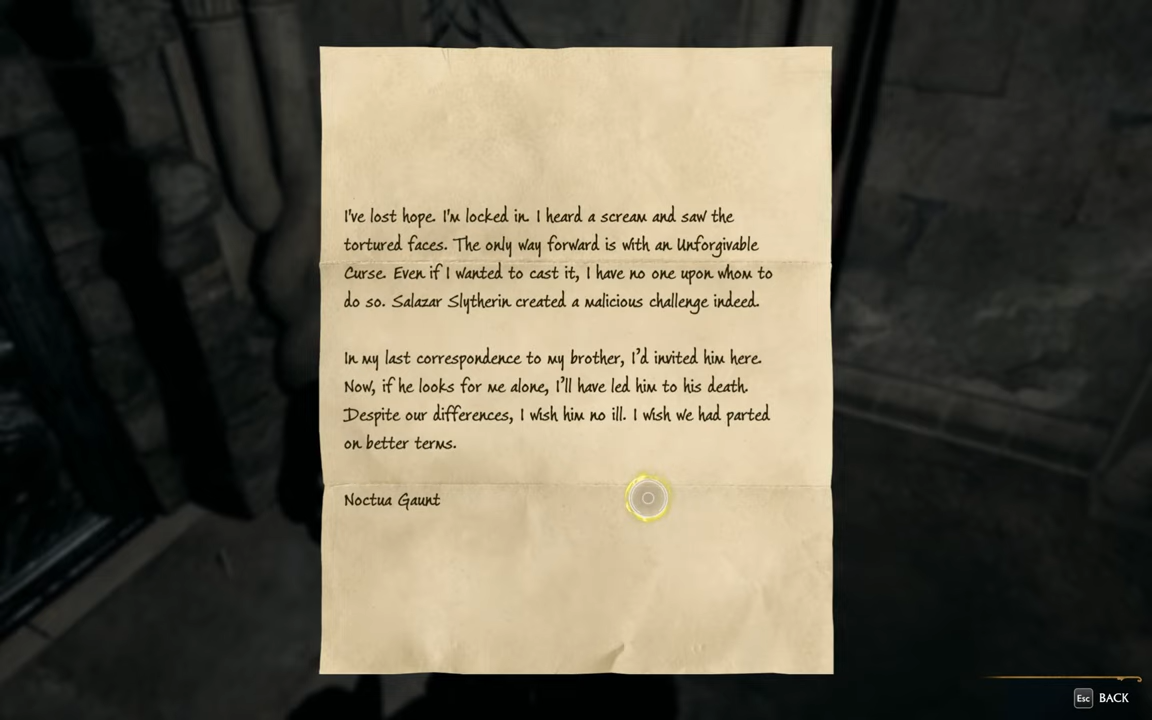 I've lost hope. I'm locked in. I heard a scream and saw the
tortured faces. The only way forward is with an Unforgivable
Curse. Even if I wanted to cast it, I have no one upon whom to
do so. Salazar Slytherin created a malicious challenge indeed.
In my last correspondence to my brother, I'd invited him here.
Now, if he looks for me alone, I'll have led him to his death.
Despite our differences, I wish him no ill. I wish we had parted
on better terms.
Noctua Gaunt
Esc BACK